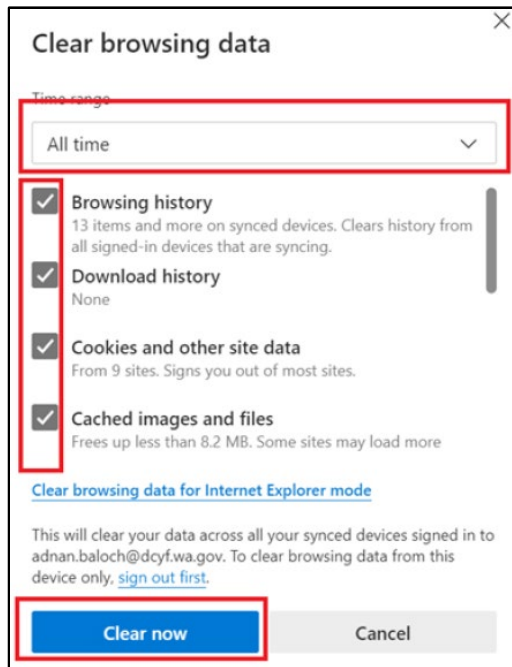 Clear browsing data
Time range
All time
Browsing history
13 items and more on synced devices. Clears history from
all signed-in devices that are syncing.
Download history
None
Cookies and other site data
From 9 sites. Signs you out of most sites.
Cached images and files
Frees up less than 8.2 MB. Some sites may load more
Clear browsing data for Internet Explorer mode
This will clear your data across all your synced devices signed in to
adnan.baloch@dcyf.wa.gov. To clear browsing data from this
device only, sign out first.
Clear now
Cancel